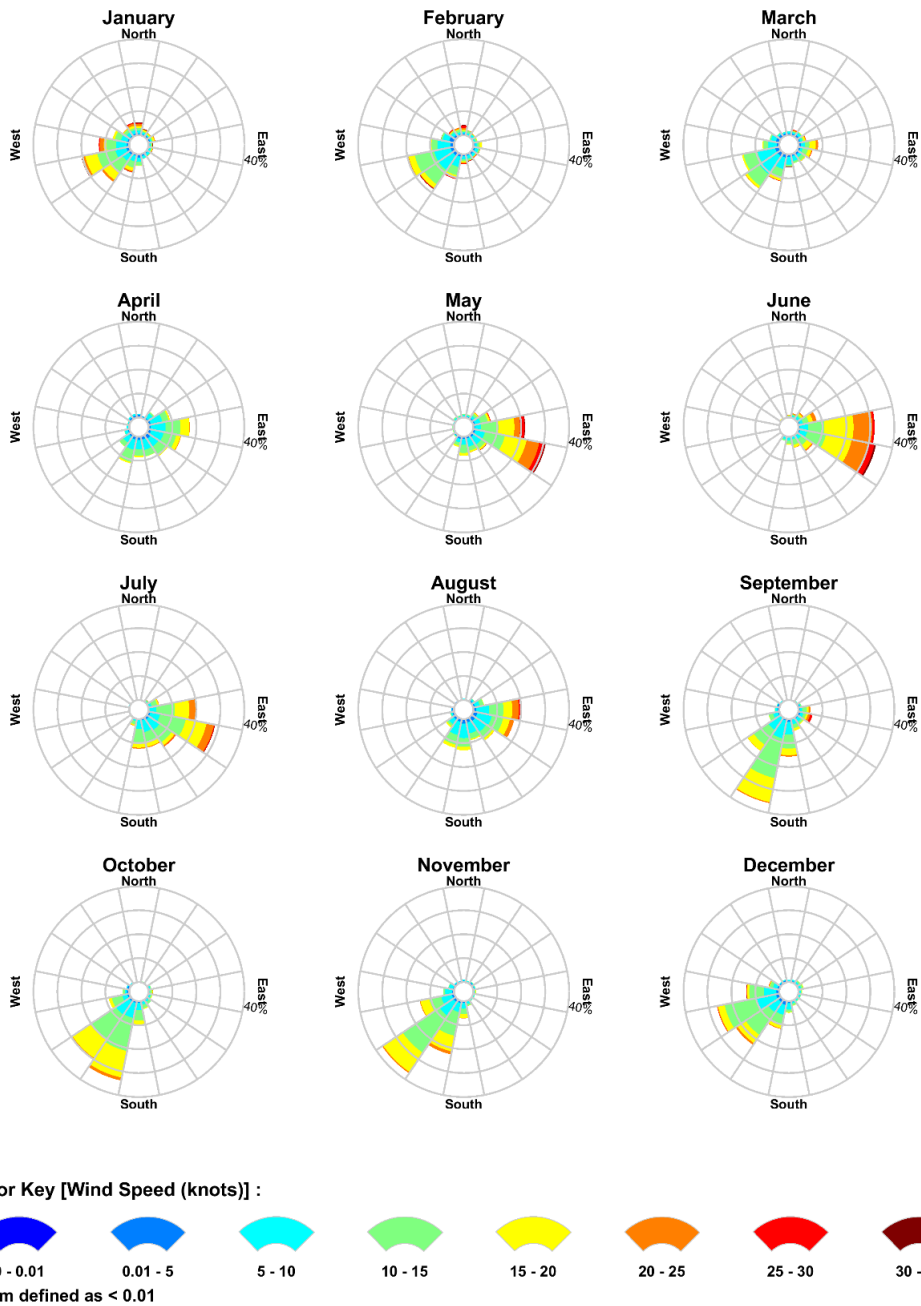 January February March
North North North
West East West East West East
40% 40% 40%
South South South
April May June
North North North
West East West East West East
40% 40% 40%
South South South
July August September
North North North
West East West East West East
40% 40% 40%
South South South
October November December
North North North
West East West East West East
40% 40% 40%
South South South
or Key [Wind Speed (knots)] :
0 - 0.01 0.01 - 5 5 - 10 10 - 15 15 - 20 20 - 25 25 - 30 30 -
m defined as < 0.01